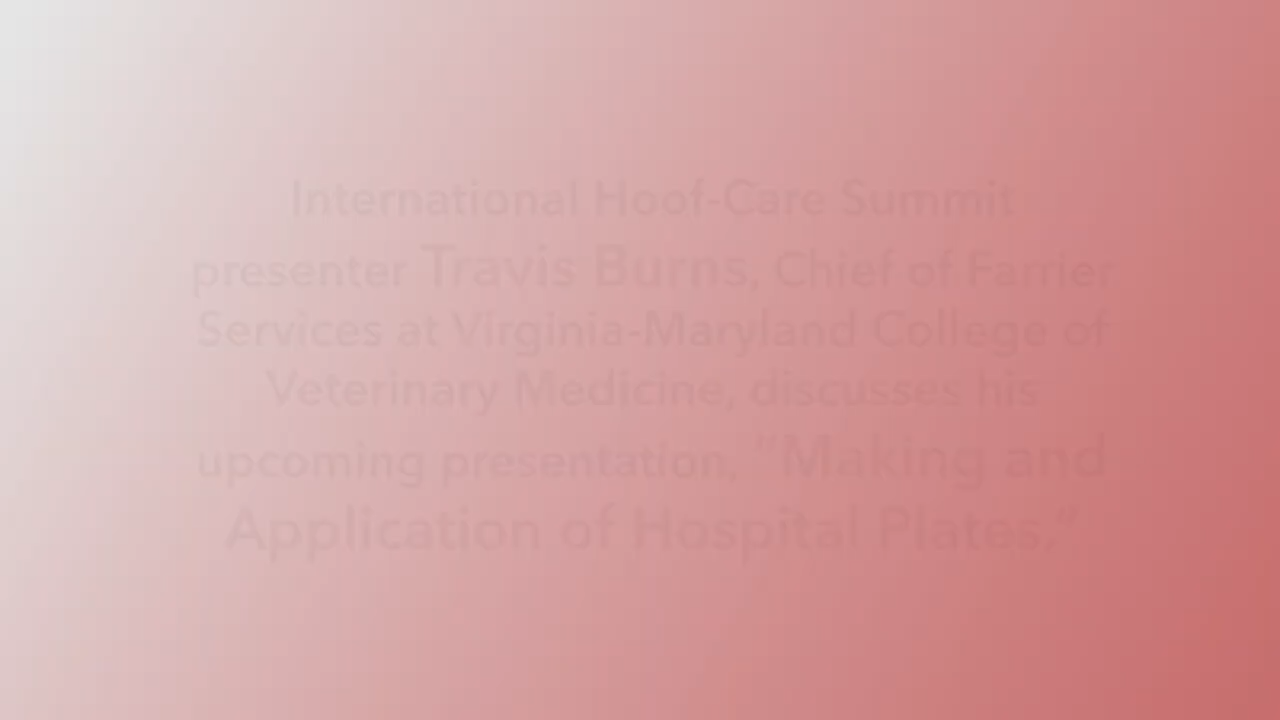 International Hoof-Care Summit
presenter Travis Burns, Chief of Farrier
Services at Virginia-Maryland College of
Veterinary Medicine, discusses his
upcoming presentation, “Making and
Application of Hospital Plates,”